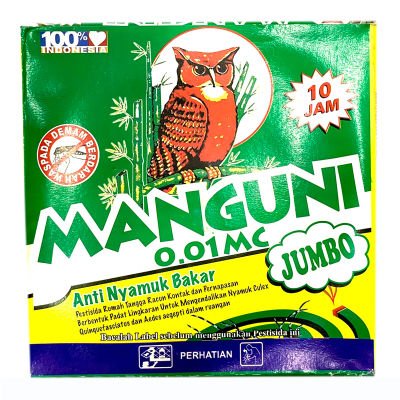 100%
INDONESIA
10
JAM
WASPADA DEMAM BERDARAH
MANGUNI
0.01MC
JUMBO
Anti Nyamuk Bakar
Pestisida Rumah Tangga Racun Kontak dan Pernapasan
Berbentuk Padat Lingkaran Untuk Mengendalikan Nyamuk Culex
Quinquefasciatus dan Aedes aegepti dalam ruangan
Bacalah Label sebelum menggunakan Pestisida ini
PERHATIAN